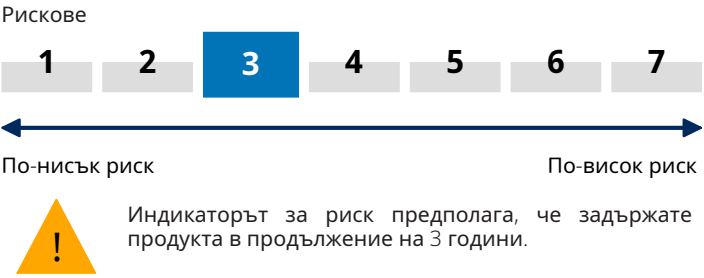 Рискове
1 2 3 4 5 6 7
По-нисък риск По-висок риск
! Индикаторът за риск предполага, че задържате
продукта в продължение на 3 години.